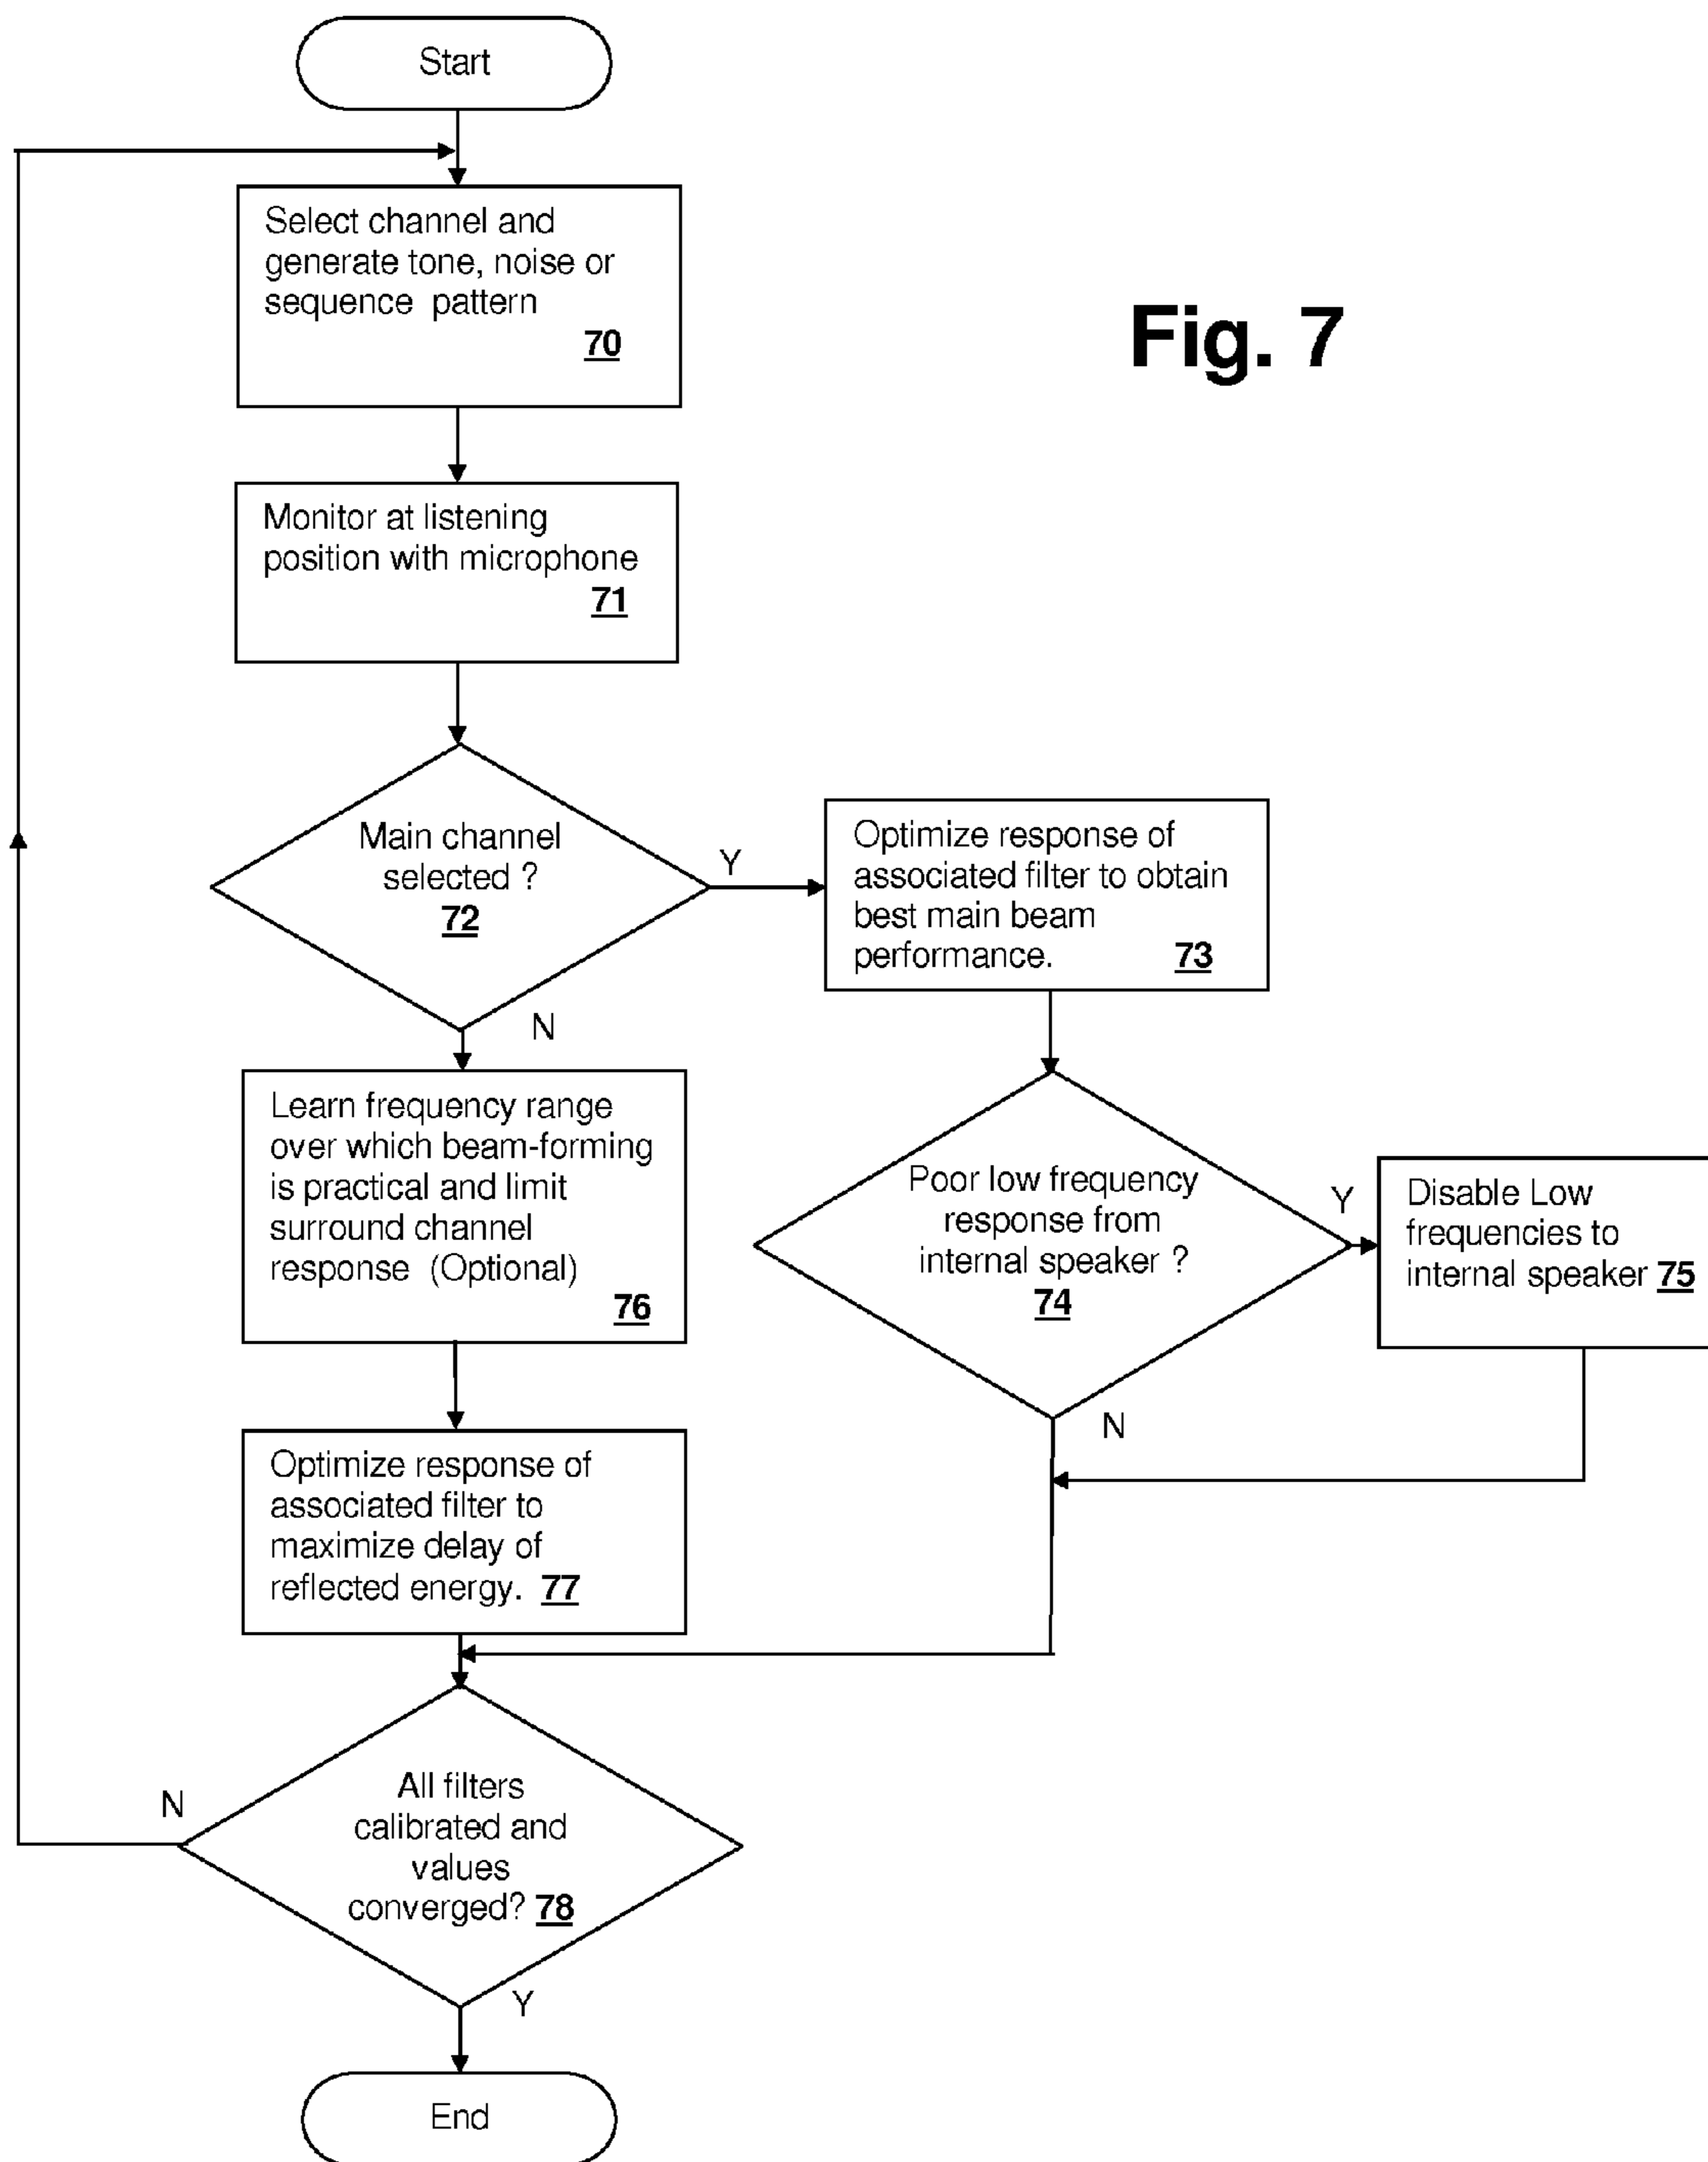 Start
Select channel and
generate tone, noise or
sequence pattern
70
Fig. 7
Monitor at listening
position with microphone
71
Main channel
selected ?
72
Y
N
Optimize response of
associated filter to obtain
best main beam
performance. 73
Learn frequency range
over which beam-forming
is practical and limit
surround channel
response (Optional)
76
Poor low frequency
response from
internal speaker ?
74
Y
N
Disable Low
frequencies to
internal speaker 75
Optimize response of
associated filter to
maximize delay of
reflected energy. 77
All filters
calibrated and
values
converged? 78
N
Y
End